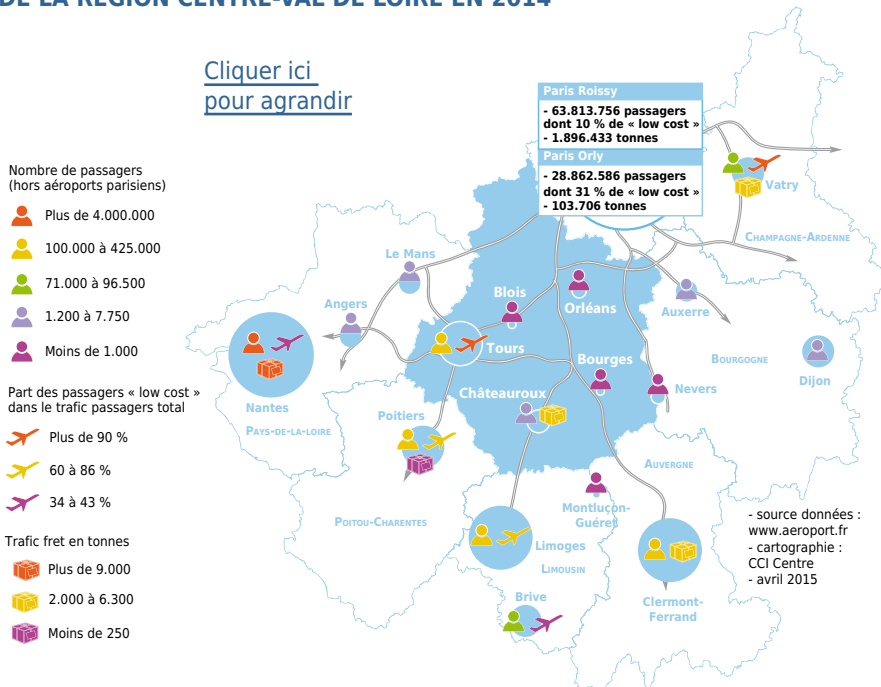 DE LA RÉGION CENTRE-VAL DE LOIRE EN 2014
Cliquer ici
pour agrandir
Paris Roissy
- 63.813.756 passagers
dont 10 % de « low cost »
- 1.896.433 tonnes
Paris Orly
- 28.862.586 passagers
dont 31 % de « low cost »
- 103.706 tonnes
Nombre de passagers
(hors aéroports parisiens)
Plus de 4.000.000
100.000 à 425.000
71.000 à 96.500
1.200 à 7.750
Moins de 1.000
Part des passagers « low cost »
dans le trafic passagers total
Plus de 90 %
60 à 86 %
34 à 43 %
Trafic fret en tonnes
Plus de 9.000
2.000 à 6.300
Moins de 250
Vatry
CHAMPAGNE-ARDENNE
Le Mans
Angers
Blois
Orléans
Auxerre
Tours
Bourges
BOURGOGNE
Dijon
Nantes
PAYS-DE-LA-LOIRE
Châteauroux
Nevers
Poitiers
AUVERGNE
POITOU-CHARENTES
Montluçon-
Guéret
Limoges
LIMOUSIN
Brive
Clermont-
Ferrand
- source données :
www.aeroport.fr
- cartographie :
CCI Centre
- avril 2015